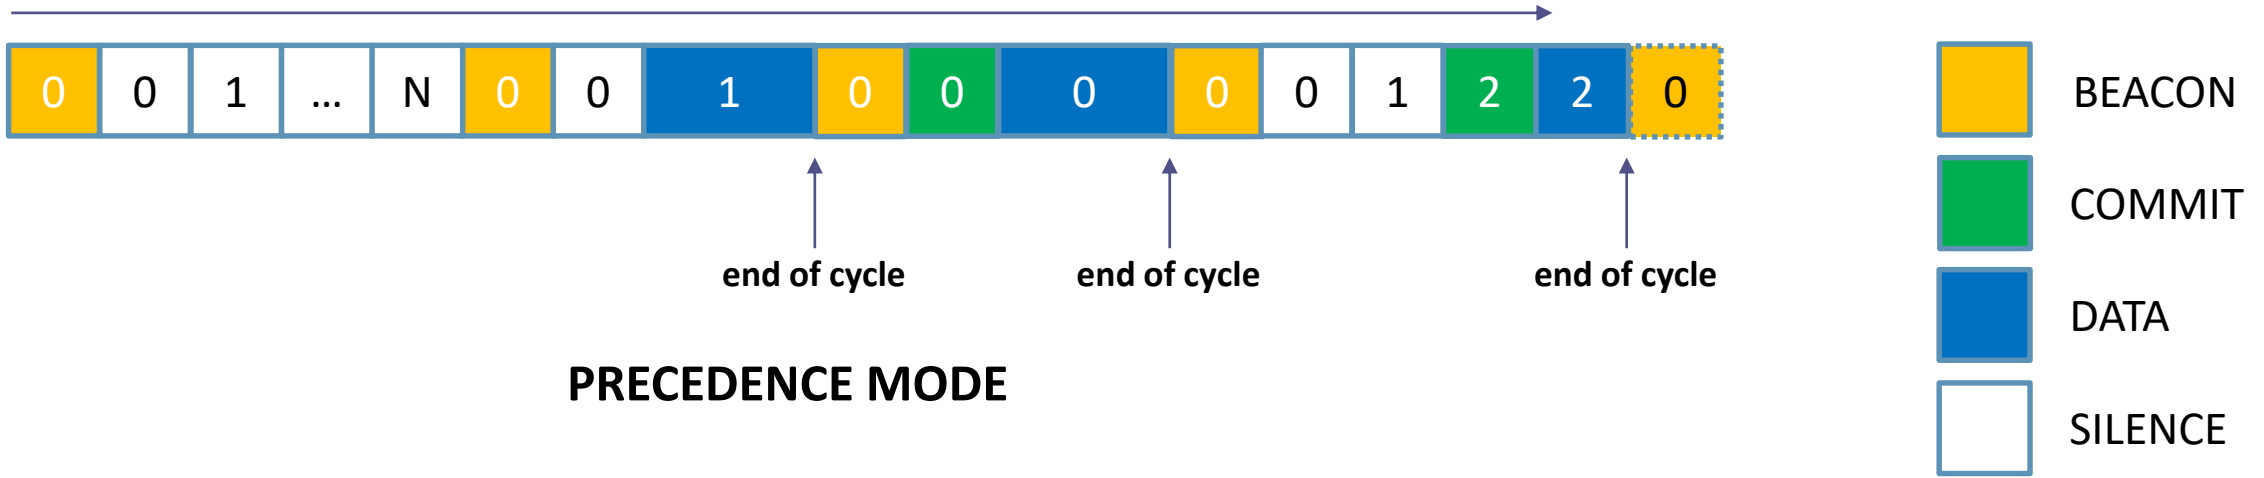 0 0 1 ... N 0 0 1 0 0 0 0 0 1 2 2 0
end of cycle end of cycle end of cycle
PRECEDENCE MODE
BEACON
COMMIT
DATA
SILENCE